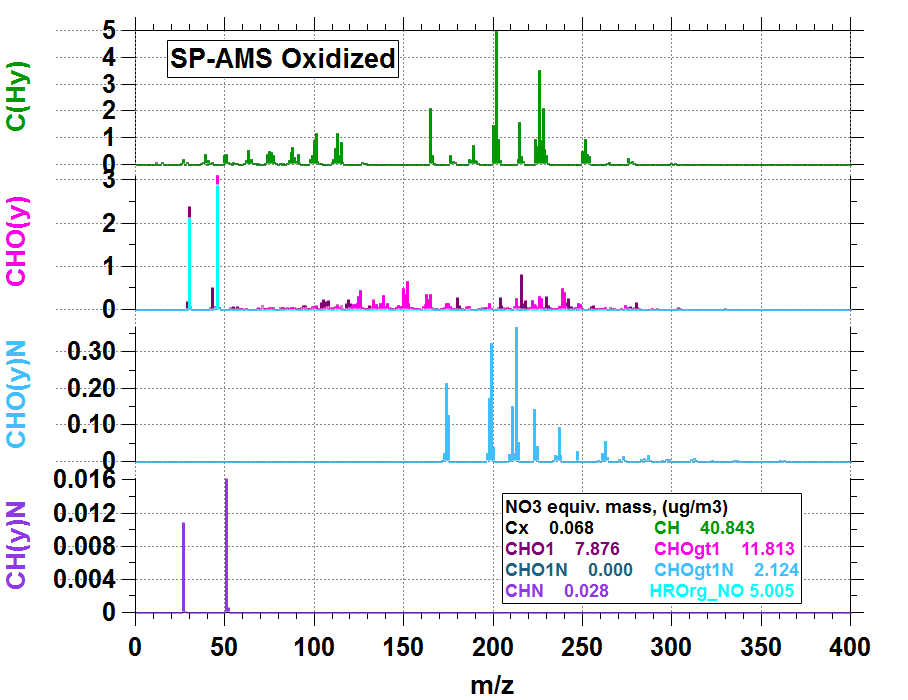 SP-AMS Oxidized
C(Hy)
5
4
3
2
1
0
CHO(y)
3
2
1
0
CHO(y)N
0.30
0.20
0.10
0
CH(y)N
0.016
0.012
0.008
0.004
0
NO3 equiv. mass, (ug/m3)
Cx 0.068 CH 40.843
CHO1 7.876 CHOgt1 11.813
CHO1N 0.000 CHOgt1N 2.124
CHN 0.028 HROrg_NO 5.005
0 50 100 150 200 250 300 350 400
m/z